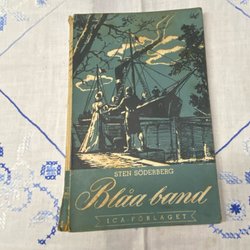 STEN SÖDERBERG
Blåa band
ICA FÖRLAGET